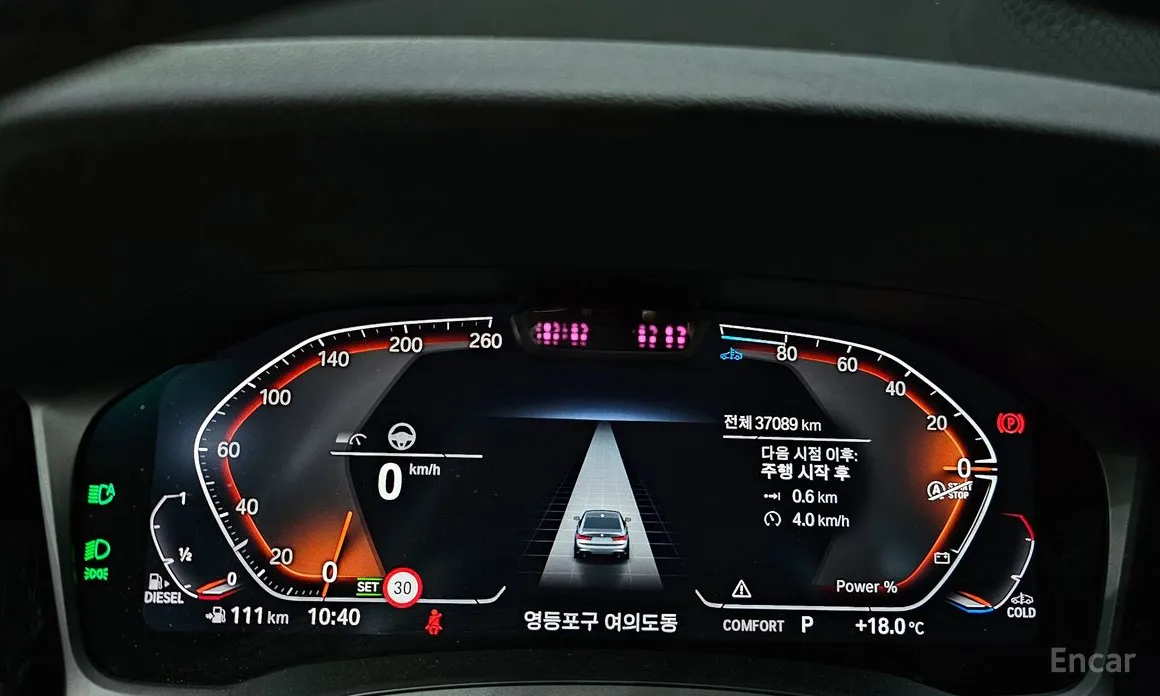 260
200
140
100
60
40
20
0
80
60
40
20
0
전체 37089 km
다음 시점 이후:
주행 시작 후
0.6 km
4.0 km/h
0 km/h
P
A START STOP
1
½
0
DIESEL
SET 30
Power %
COLD
111 km 10:40
영등포구 여의도동
COMFORT P +18.0 °C
Encar